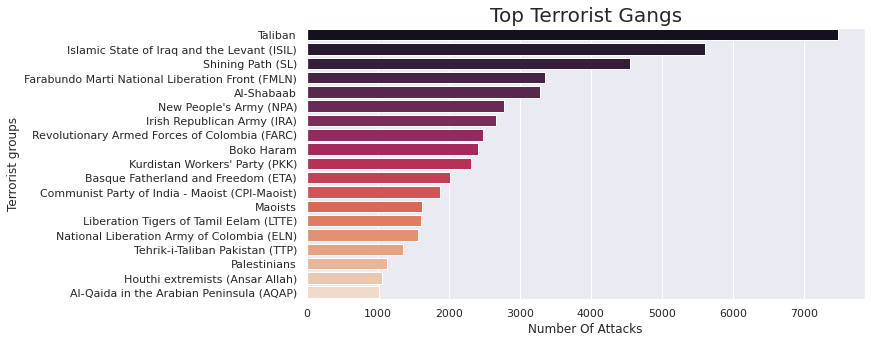 Top Terrorist Gangs
Terrorist groups
Taliban
Islamic State of Iraq and the Levant (ISIL)
Shining Path (SL)
Farabundo Marti National Liberation Front (FMLN)
Al-Shabaab
New People's Army (NPA)
Irish Republican Army (IRA)
Revolutionary Armed Forces of Colombia (FARC)
Boko Haram
Kurdistan Workers' Party (PKK)
Basque Fatherland and Freedom (ETA)
Communist Party of India - Maoist (CPI-Maoist)
Maoists
Liberation Tigers of Tamil Eelam (LTTE)
National Liberation Army of Colombia (ELN)
Tehrik-i-Taliban Pakistan (TTP)
Palestinians
Houthi extremists (Ansar Allah)
Al-Qaida in the Arabian Peninsula (AQAP)
0 1000 2000 3000 4000 5000 6000 7000
Number Of Attacks